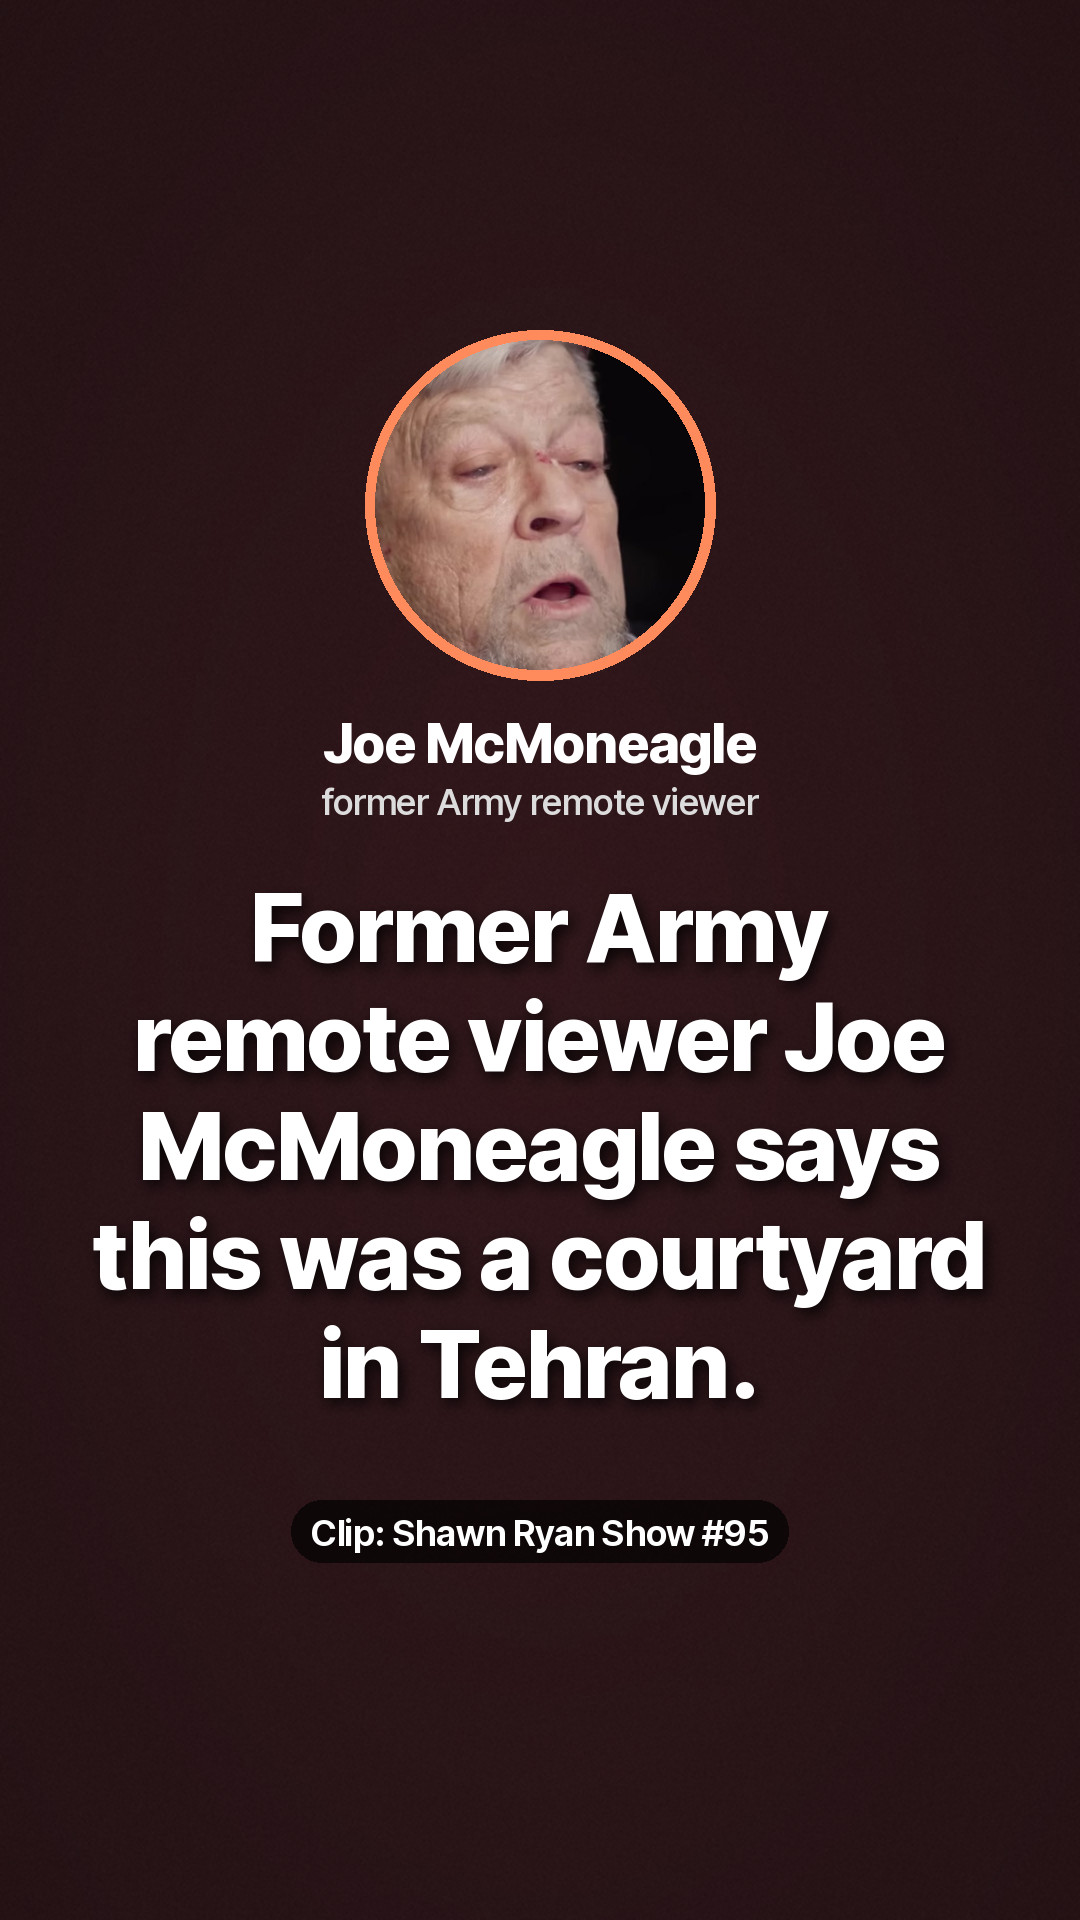 Joe McMoneagle
former Army remote viewer
Former Army
remote viewer Joe
McMoneagle says
this was a courtyard
in Tehran.
Clip: Shawn Ryan Show #95